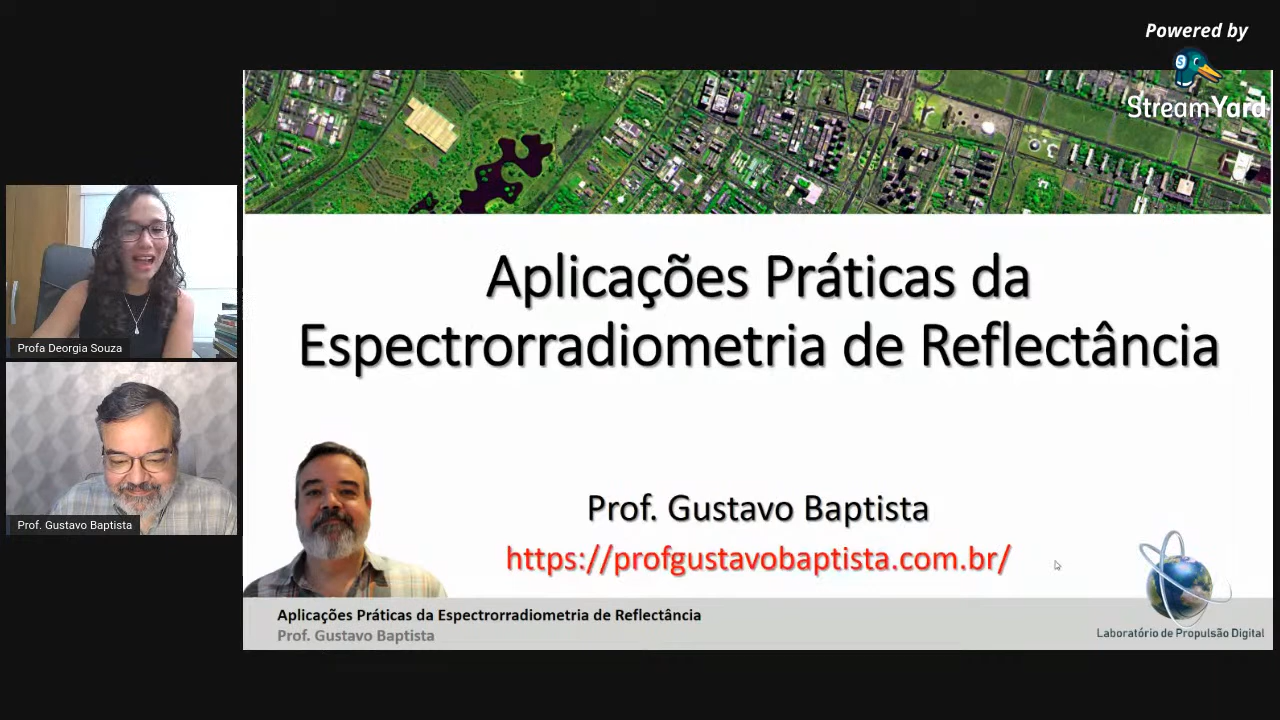 Powered by
StreamYard
Aplicações Práticas da
Espectrorradiometria de Reflectância
Profa Deorgia Souza
Prof. Gustavo Baptista
Prof. Gustavo Baptista
https://profgustavobaptista.com.br/
Aplicações Práticas da Espectrorradiometria de Reflectância
Prof. Gustavo Baptista
Laboratório de Propulsão Digital